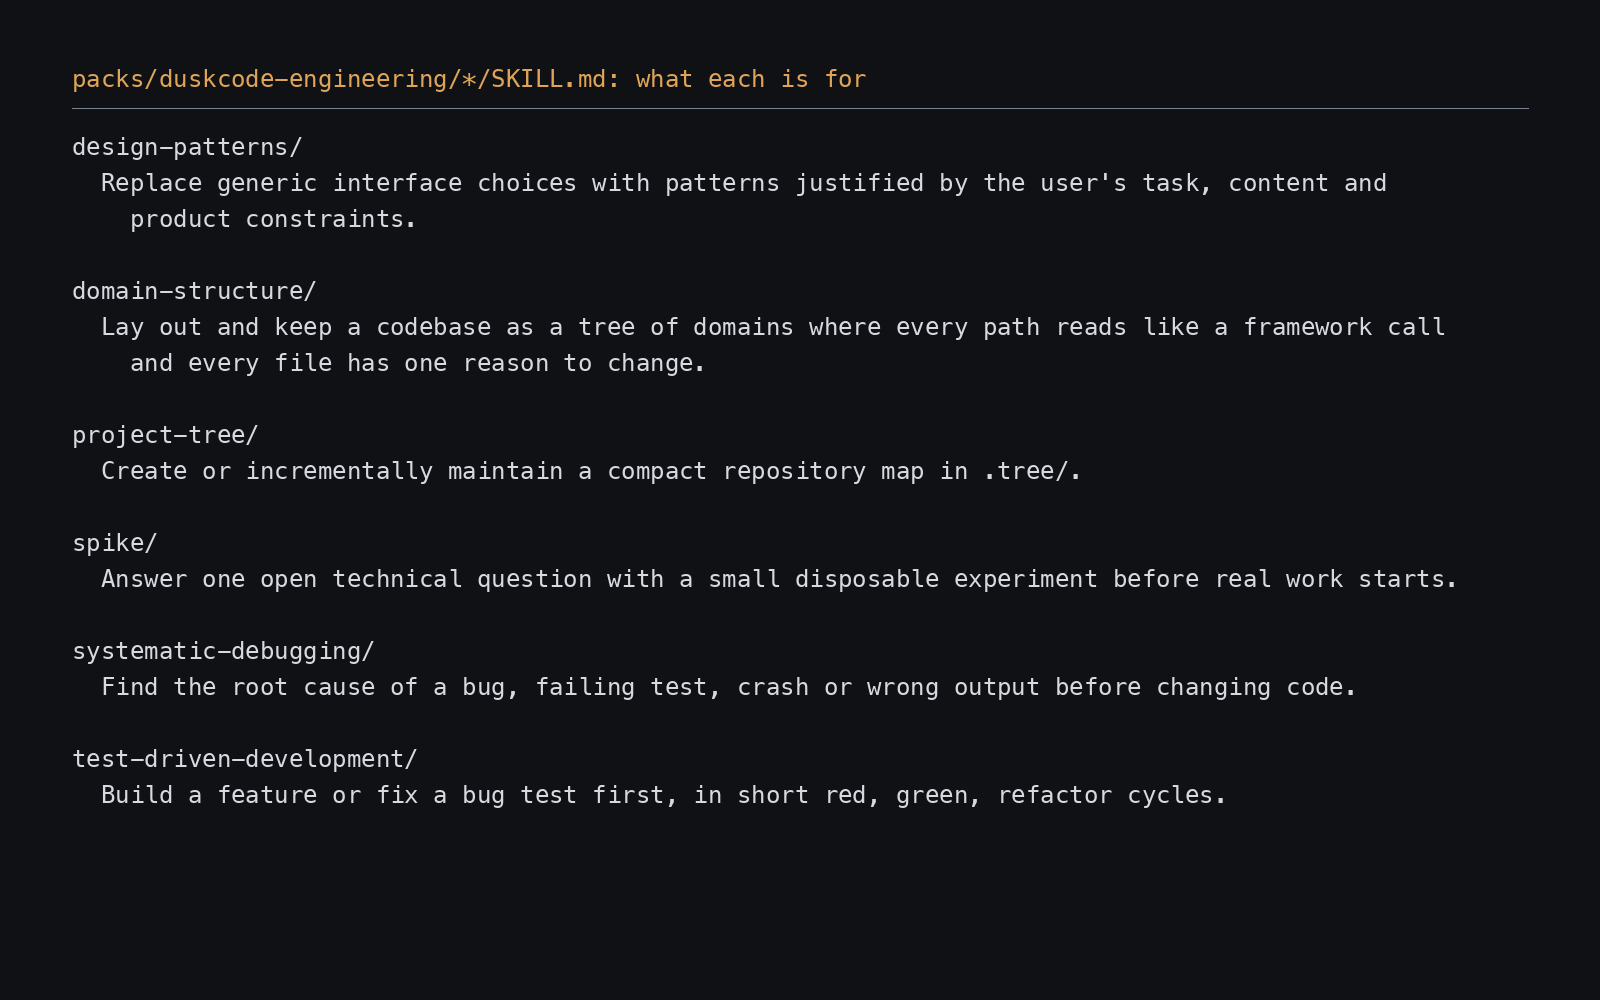 packs/duskcode-engineering/*/SKILL.md: what each is for
design-patterns/
Replace generic interface choices with patterns justified by the user's task, content and
product constraints.
domain-structure/
Lay out and keep a codebase as a tree of domains where every path reads like a framework call
and every file has one reason to change.
project-tree/
Create or incrementally maintain a compact repository map in .tree/.
spike/
Answer one open technical question with a small disposable experiment before real work starts.
systematic-debugging/
Find the root cause of a bug, failing test, crash or wrong output before changing code.
test-driven-development/
Build a feature or fix a bug test first, in short red, green, refactor cycles.